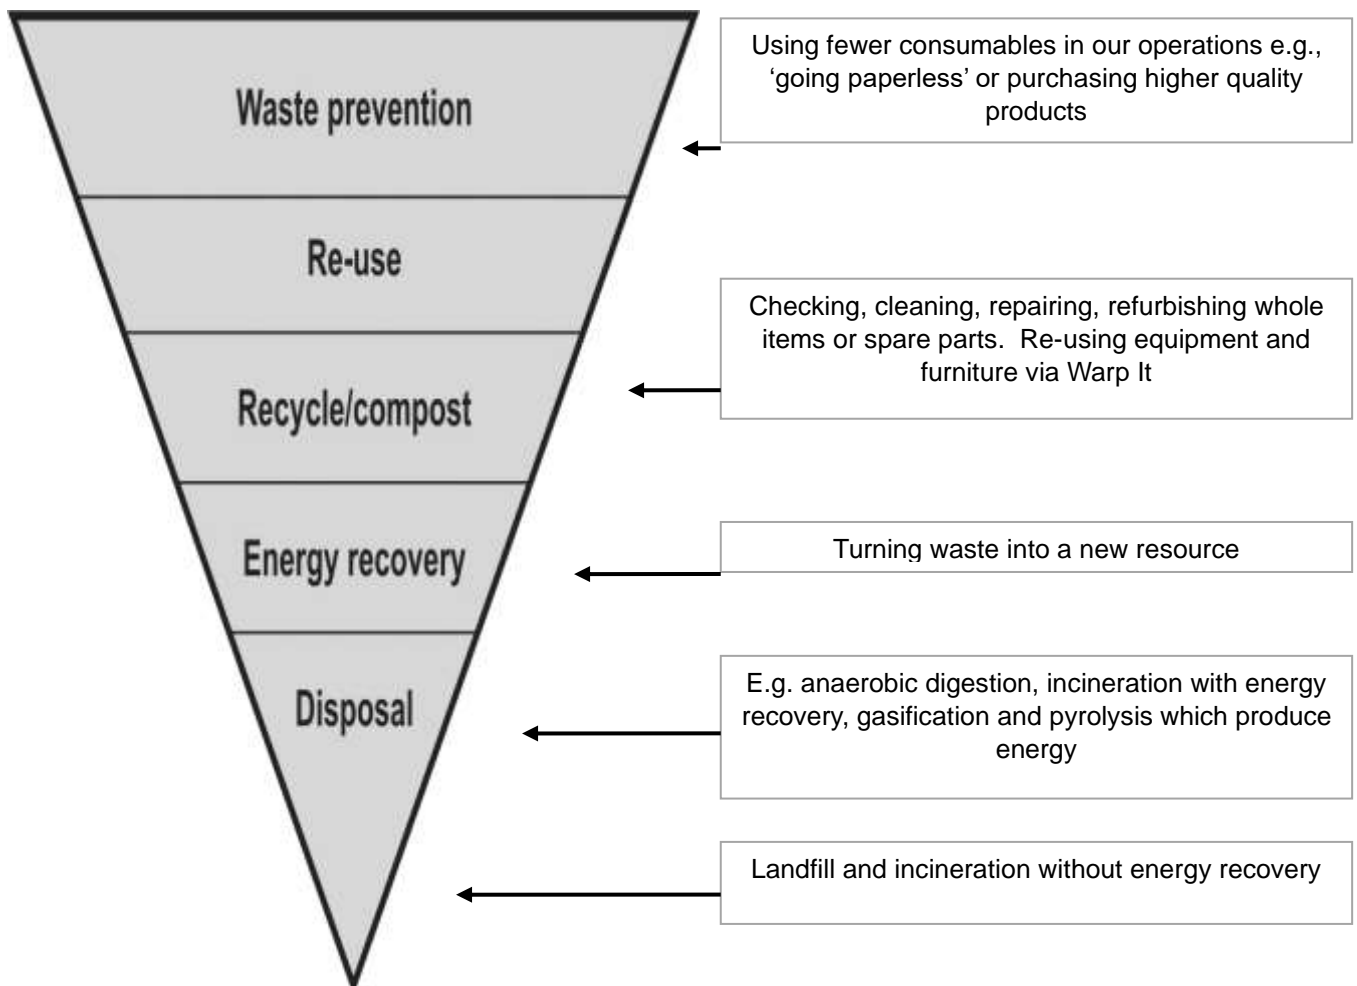 Waste prevention
Re-use
Recycle/compost
Energy recovery
Disposal
Using fewer consumables in our operations e.g.,
‘going paperless’ or purchasing higher quality
products
Checking, cleaning, repairing, refurbishing whole
items or spare parts.  Re-using equipment and
furniture via Warp It
Turning waste into a new resource
E.g. anaerobic digestion, incineration with energy
recovery, gasification and pyrolysis which produce
energy
Landfill and incineration without energy recovery